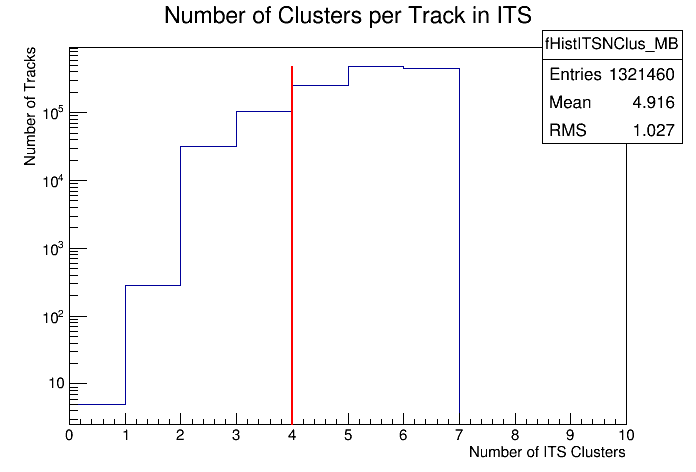 Number of Clusters per Track in ITS
fHistITSNClus_MB
Entries 1321460
Mean 4.916
RMS 1.027
Number of Tracks
10^5
10^4
10^3
10^2
10
0 1 2 3 4 5 6 7 8 9 10
Number of ITS Clusters